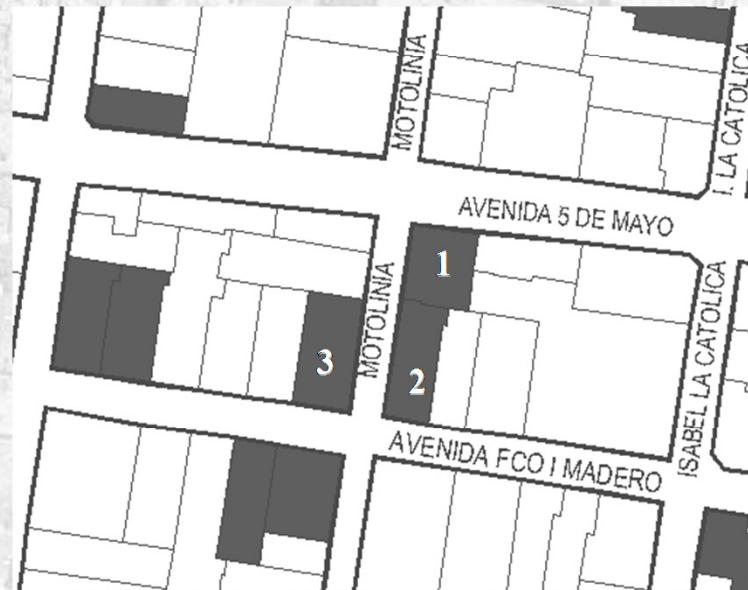 MOTOLINIA
I. LA CATOLICA
AVENIDA 5 DE MAYO
1
MOTOLINIA
3
2
ISABEL LA CATOLICA
AVENIDA FCO I MADERO